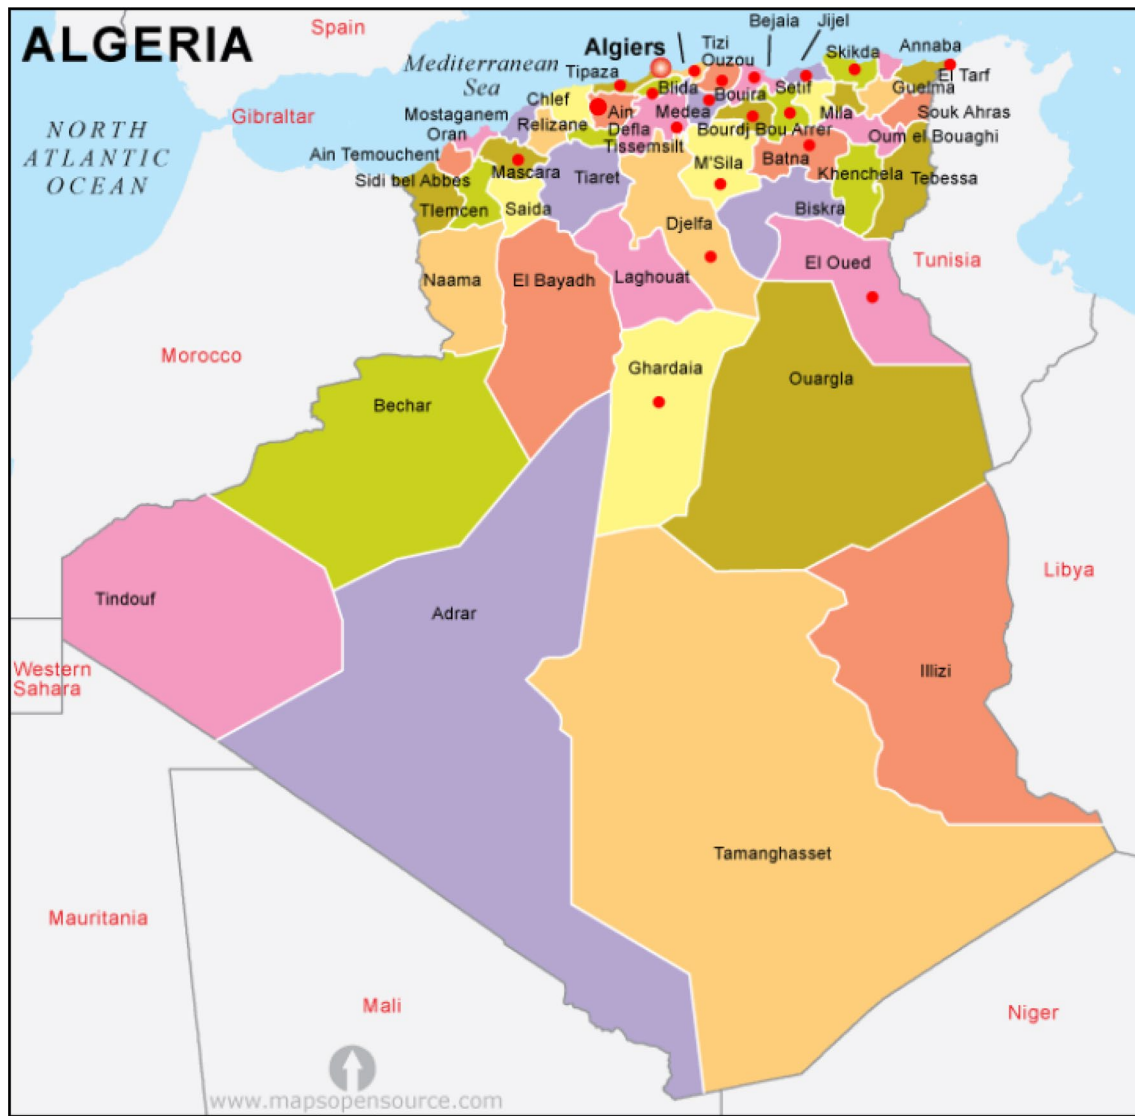 ALGERIA
Spain
Bejaia
Jijel
Algiers
Tizi
Ouzou
Skikda
Annaba
El Tarf
Mediterranean
Sea
Tipaza
Blida
Bouira
Setif
Guelma
Gibraltar
Mostaganem
Chlef
Ain
Defla
Medea
Mila
Souk Ahras
NORTH
ATLANTIC
OCEAN
Oran
Relizane
Tissemsilt
Bourdj Bou Arrer
Oum el Bouaghi
Ain Temouchent
Mascara
M'Sila
Batna
Khenchela
Tebessa
Sidi bel Abbes
Tiaret
Tlemcen
Saida
Biskra
Djelfa
Naama
El Bayadh
Laghouat
El Oued
Tunisia
Morocco
Ghardaia
Ouargla
Bechar
Libya
Tindouf
Adrar
Western
Sahara
Illizi
Tamanghasset
Mauritania
Mali
Niger
www.mapsopensource.com